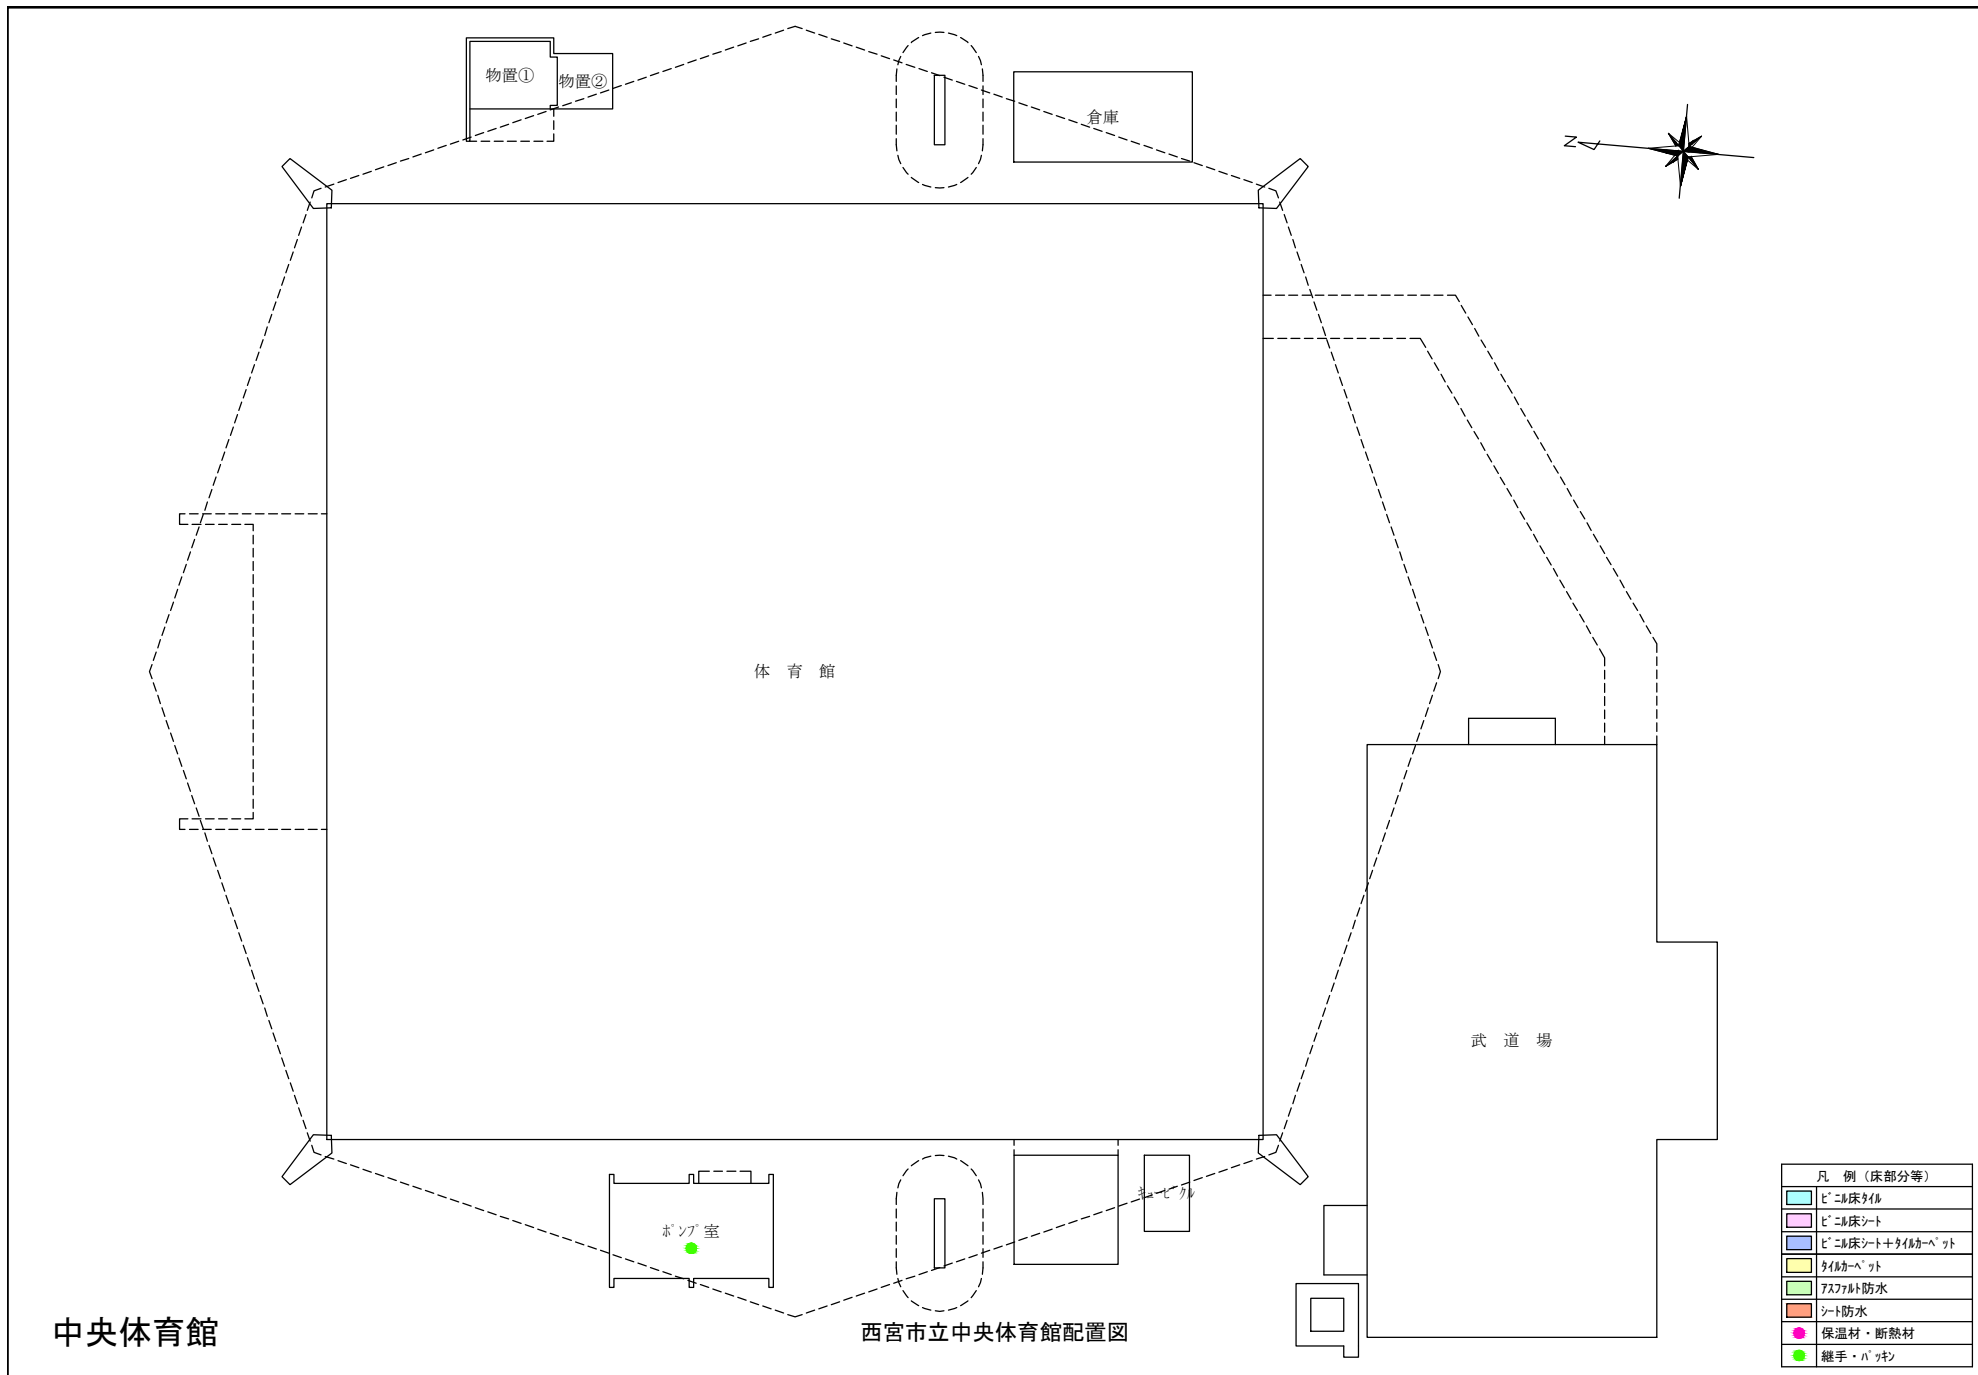 物置①
物置②
倉庫
N
体 育 館
武 道 場
キュービクル
ポンプ室
中央体育館
西宮市立中央体育館配置図
凡 例（床部分等）
ﾋﾞﾆﾙ床ﾀｲﾙ
ﾋﾞﾆﾙ床ｼｰﾄ
ﾋﾞﾆﾙ床ｼｰﾄ＋ﾀｲﾙｶｰﾍﾟｯﾄ
ﾀｲﾙｶｰﾍﾟｯﾄ
ｱｽﾌｧﾙﾄ防水
ｼｰﾄ防水
保温材・断熱材
継手・ﾊﾟｯｷﾝ